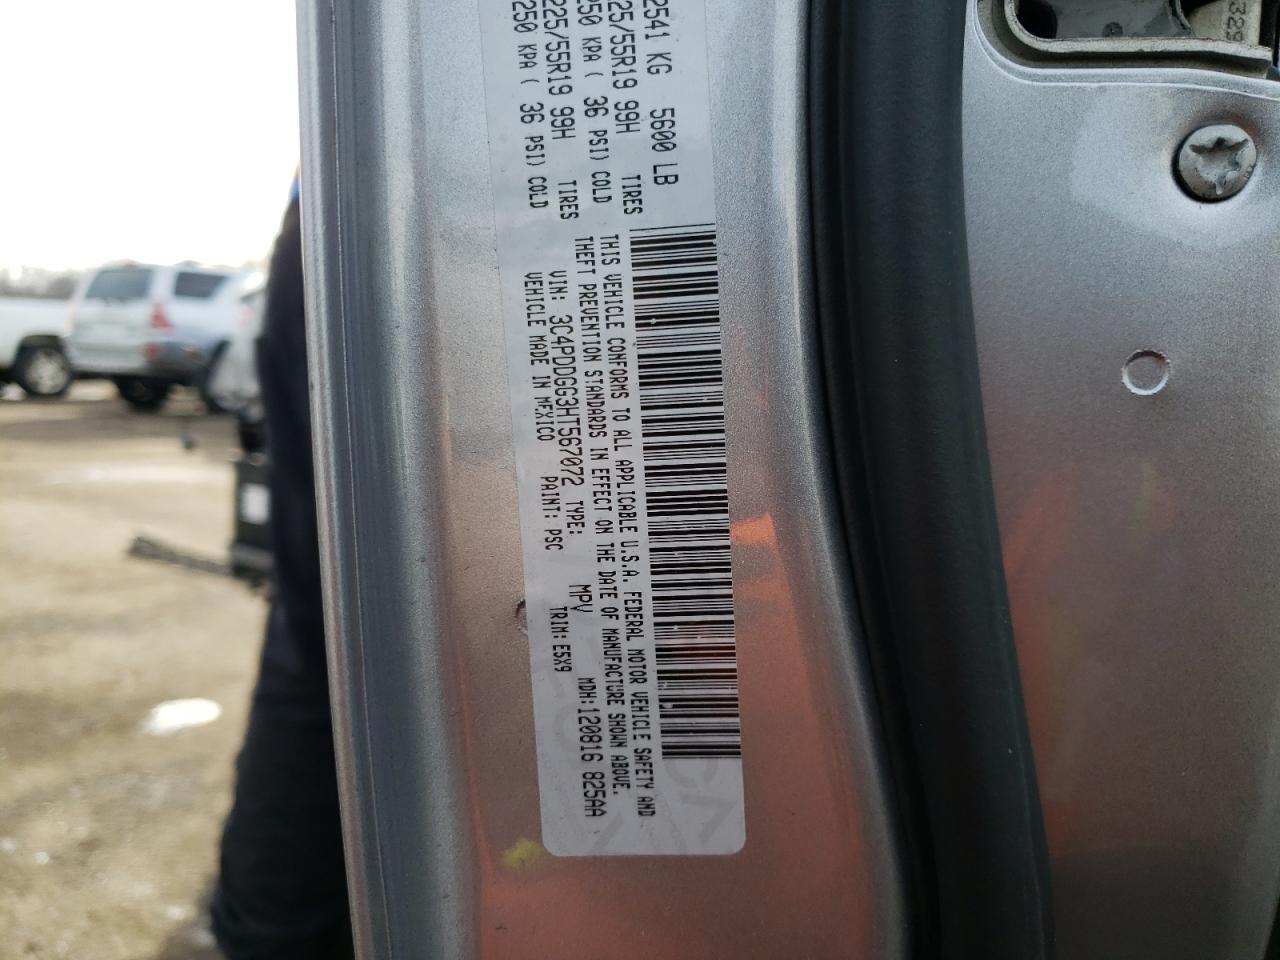 2541 KG 5600 LB
25/55R19 99H TIRES
250 KPA ( 36 PSI) COLD
225/55R19 99H TIRES
250 KPA ( 36 PSI) COLD
THIS VEHICLE CONFORMS TO ALL APPLICABLE U.S.A. FEDERAL MOTOR VEHICLE SAFETY AND
THEFT PREVENTION STANDARDS IN EFFECT ON THE DATE OF MANUFACTURE SHOWN ABOVE.
VIN: 3C4PDDGG3HT567072 TYPE: MPV MDH:120816 825AA
VEHICLE MADE IN MEXICO PAINT: PSC TRIM: E5X9
329